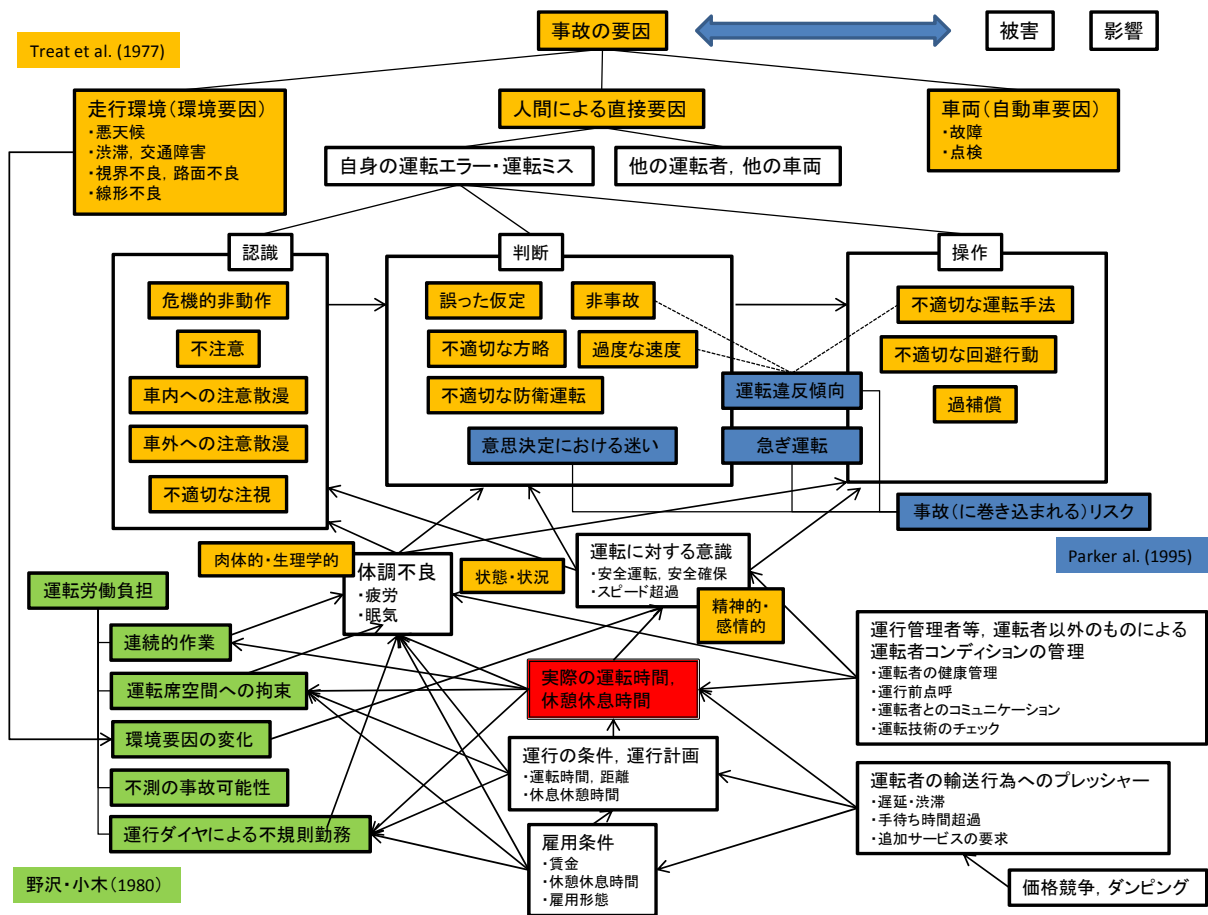 事故の要因
被害
影響
Treat et al. (1977)
走行環境(環境要因)
・悪天候
・渋滞, 交通障害
・視界不良, 路面不良
・線形不良
人間による直接要因
車両(自動車要因)
・故障
・点検
自身の運転エラー・運転ミス
他の運転者, 他の車両
認識
危機的非動作
不注意
車内への注意散漫
車外への注意散漫
不適切な注視
判断
誤った仮定
非事故
不適切な方略
過度な速度
不適切な防衛運転
意思決定における迷い
操作
不適切な運転手法
不適切な回避行動
過補償
運転違反傾向
急ぎ運転
事故(に巻き込まれる)リスク
Parker al. (1995)
肉体的・生理学的
体調不良
・疲労
・眠気
状態・状況
運転に対する意識
・安全運転, 安全確保
・スピード超過
精神的・
感情的
運転労働負担
連続的作業
運転席空間への拘束
環境要因の変化
不測の事故可能性
運行ダイヤによる不規則勤務
野沢・小木(1980)
実際の運転時間,
休憩休息時間
運行の条件, 運行計画
・運転時間, 距離
・休息休憩時間
雇用条件
・賃金
・休憩休息時間
・雇用形態
運行管理者等, 運転者以外のものによる
運転者コンディションの管理
・運転者の健康管理
・運行前点呼
・運転者とのコミュニケーション
・運転技術のチェック
運転者の輸送行為へのプレッシャー
・遅延・渋滞
・手待ち時間超過
・追加サービスの要求
価格競争, ダンピング